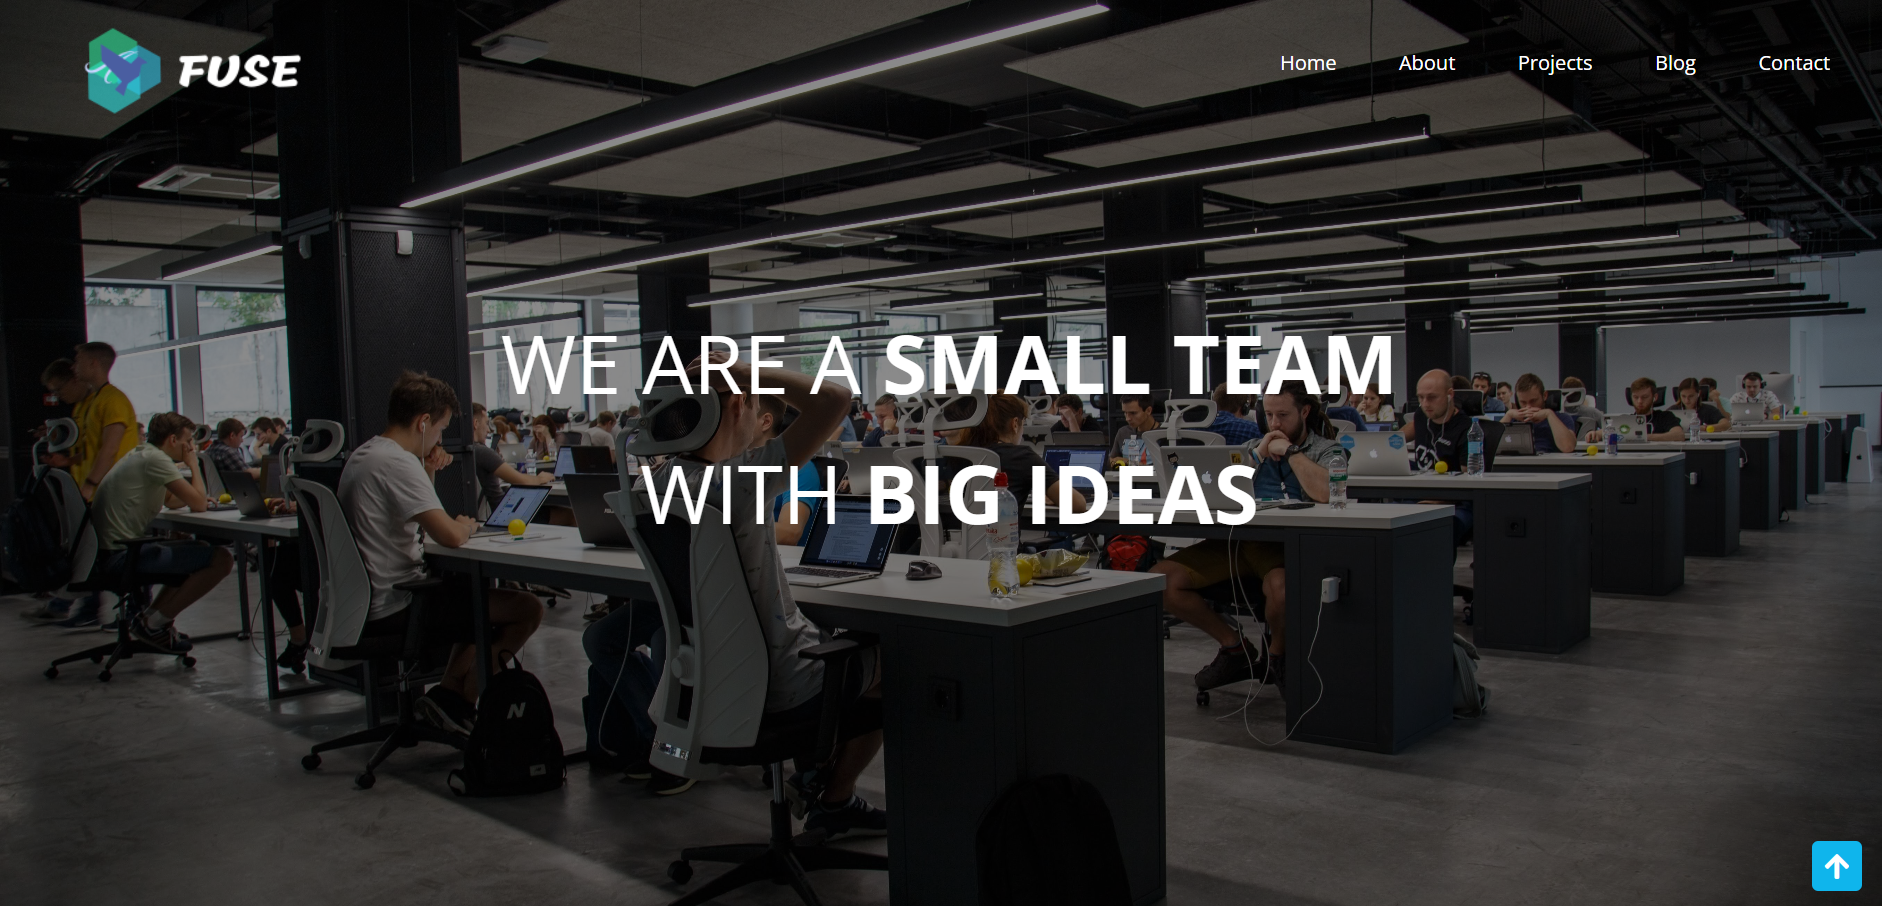 FUSE
Home About Projects Blog Contact
WE ARE A SMALL TEAM
WITH BIG IDEAS
N